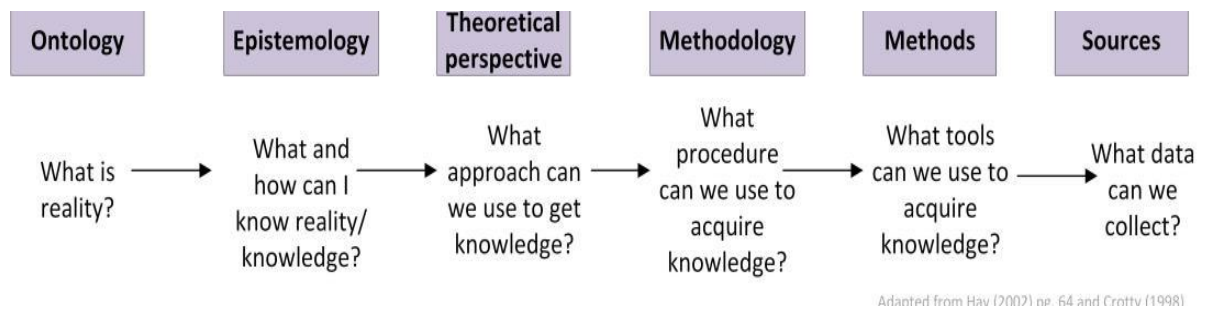 Ontology
Epistemology
Theoretical
perspective
Methodology
Methods
Sources
What is
reality?
What and
how can I
know reality/
knowledge?
What
approach can
we use to get
knowledge?
What
procedure
can we use to
acquire
knowledge?
What tools
can we use to
acquire
knowledge?
What data
can we
collect?
Adapted from Hay (2002) pg. 64 and Crotty (1998)